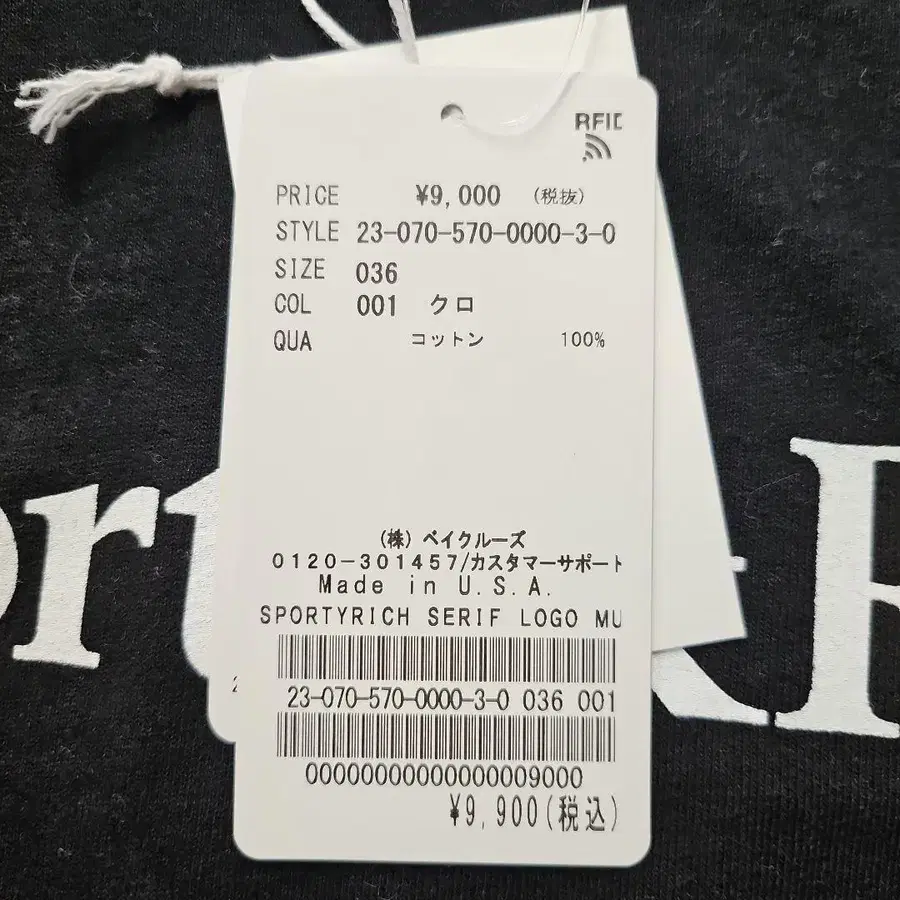 RFID
PRICE ¥9,000 (税抜)
STYLE 23-070-570-0000-3-0
SIZE 036
COL 001 クロ
QUA コットン 100%
(株) ベイクルーズ
0120-301457/カスタマーサポート
Made in U.S.A.
SPORTYRICH SERIF LOGO MU
23-070-570-0000-3-0 036 001
00000000000000009000
¥9,900(税込)